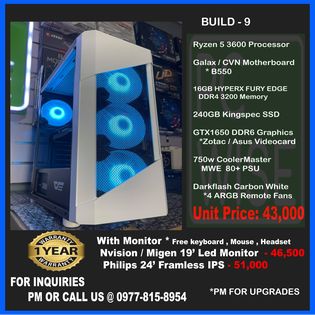 BUILD - 9
Ryzen 5 3600 Processor
Galax / CVN Motherboard
* B550
16GB HYPERX FURY EDGE
DDR4 3200 Memory
240GB Kingspec SSD
GTX1650 DDR6 Graphics
*Zotac / Asus Videocard
750w CoolerMaster
MWE 80+ PSU
Darkflash Carbon White
*4 ARGB Remote Fans
Unit Price: 43,000
WARRANTY
1 YEAR
WARRANTY
With Monitor * Free keyboard , Mouse , Headset
Nvision / Migen 19' Led Monitor - 46,500
Philips 24' Framless IPS - 51,000
FOR INQUIRIES
PM OR CALL US @ 0977-815-8954
*PM FOR UPGRADES